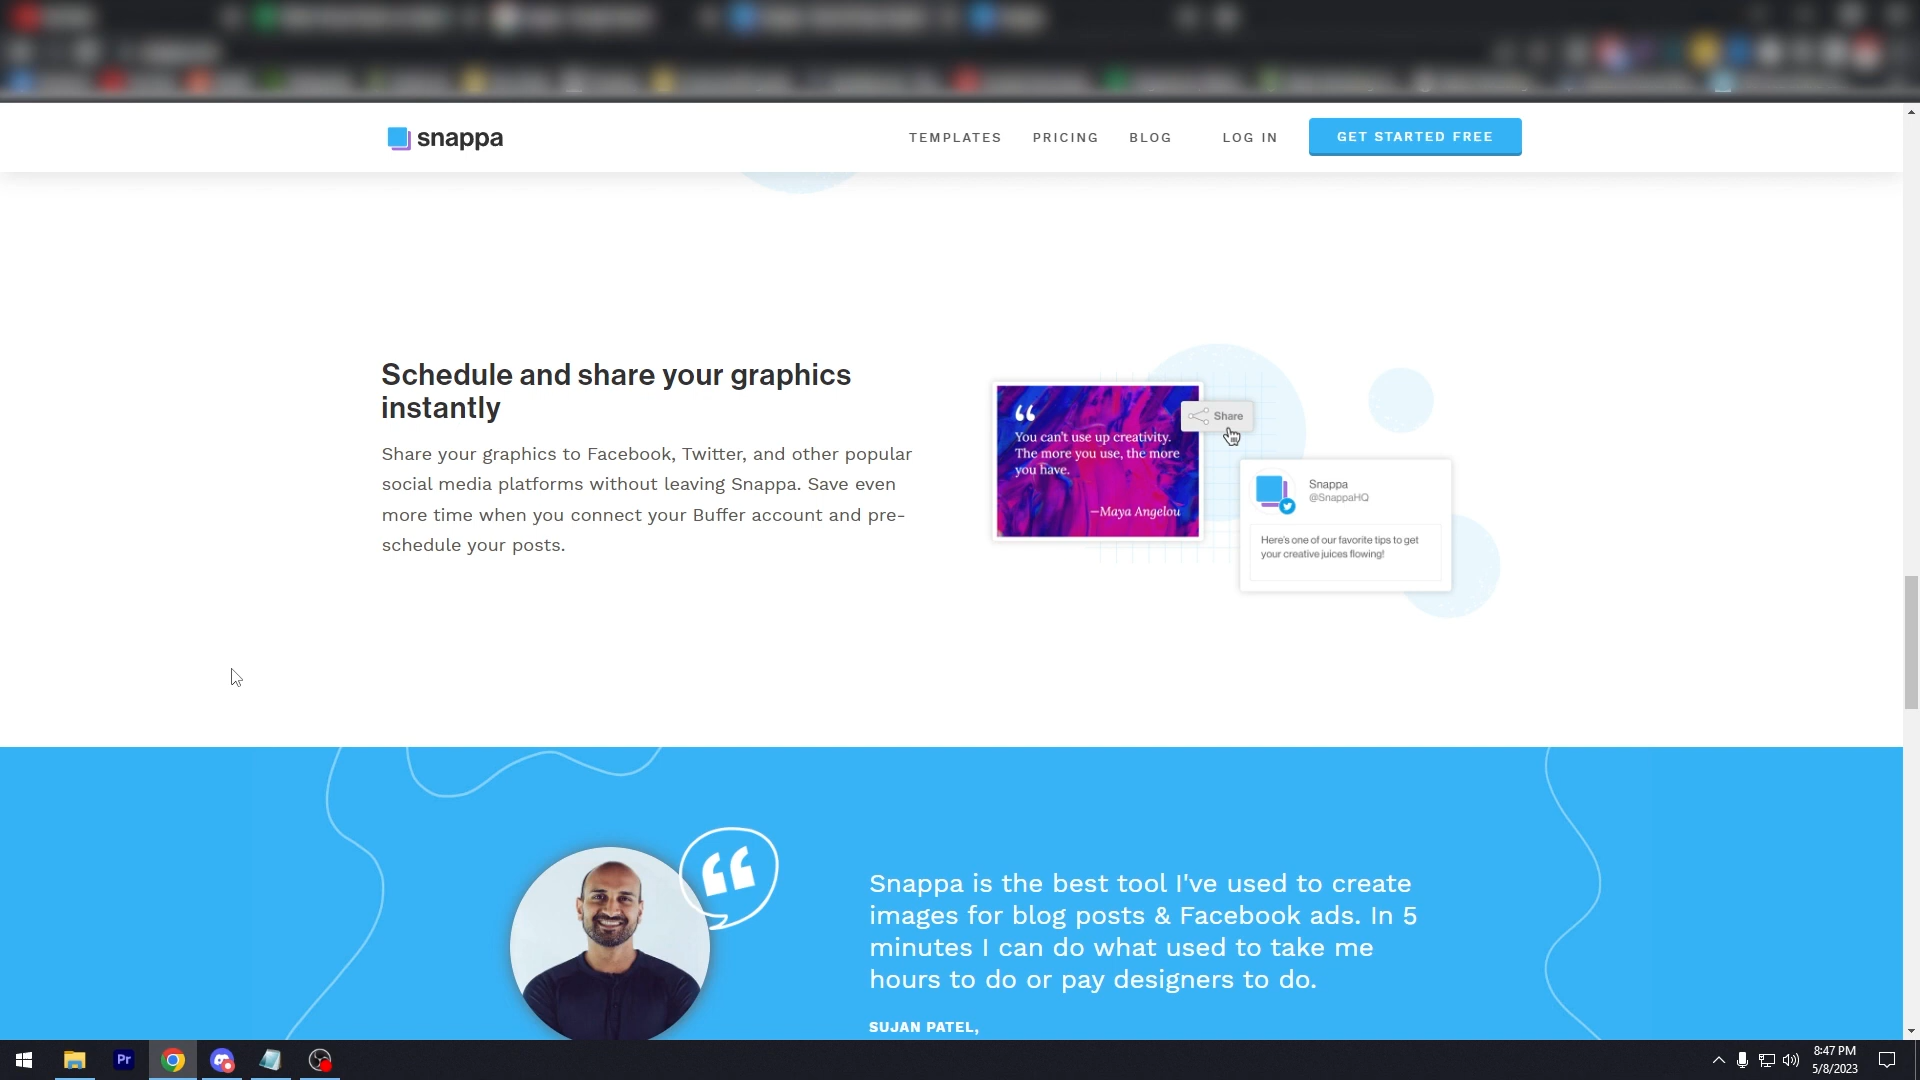 snappa
TEMPLATES
PRICING
BLOG
LOG IN
GET STARTED FREE
Schedule and share your graphics
instantly
Share your graphics to Facebook, Twitter, and other popular
social media platforms without leaving Snappa. Save even
more time when you connect your Buffer account and pre-
schedule your posts.
“
You can't use up creativity.
The more you use, the more
you have.
—Maya Angelou
Share
Snappa
@SnappaHQ
Here's one of our favorite tips to get
your creative juices flowing!
“
Snappa is the best tool I've used to create
images for blog posts & Facebook ads. In 5
minutes I can do what used to take me
hours to do or pay designers to do.
SUJAN PATEL,
Pr
8:47 PM
5/8/2023